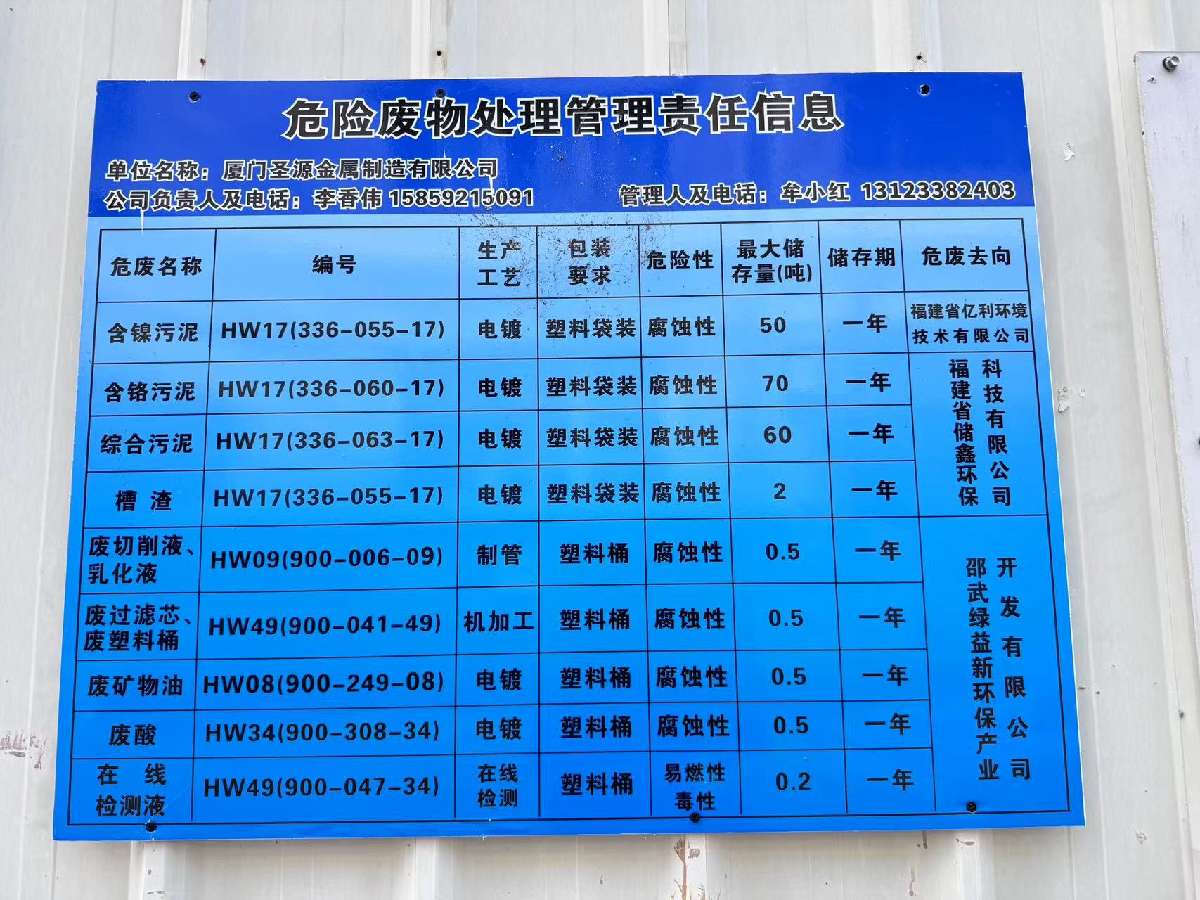 危险废物处理管理责任信息
单位名称：厦门圣源金属制造有限公司
公司负责人及电话：李香伟 15859215091 管理人及电话：牟小红 13123382403
危废名称 编号 生产工艺 包装要求 危险性 最大储存量(吨) 储存期 危废去向
含镍污泥 HW17(336-055-17) 电镀 塑料袋装 腐蚀性 50 一年 福建省亿利环境技术有限公司
含铬污泥 HW17(336-060-17) 电镀 塑料袋装 腐蚀性 70 一年 福建省储鑫环保科技有限公司
综合污泥 HW17(336-063-17) 电镀 塑料袋装 腐蚀性 60 一年
槽 渣 HW17(336-055-17) 电镀 塑料袋装 腐蚀性 2 一年
废切削液、乳化液 HW09(900-006-09) 制管 塑料桶 腐蚀性 0.5 一年 邵武绿益新环保产业开发有限公司
废过滤芯、废塑料桶 HW49(900-041-49) 机加工 塑料桶 腐蚀性 0.5 一年
废矿物油 HW08(900-249-08) 电镀 塑料桶 腐蚀性 0.5 一年
废酸 HW34(900-308-34) 电镀 塑料桶 腐蚀性 0.5 一年
在线检测液 HW49(900-047-34) 在线检测 塑料桶 易燃性毒性 0.2 一年